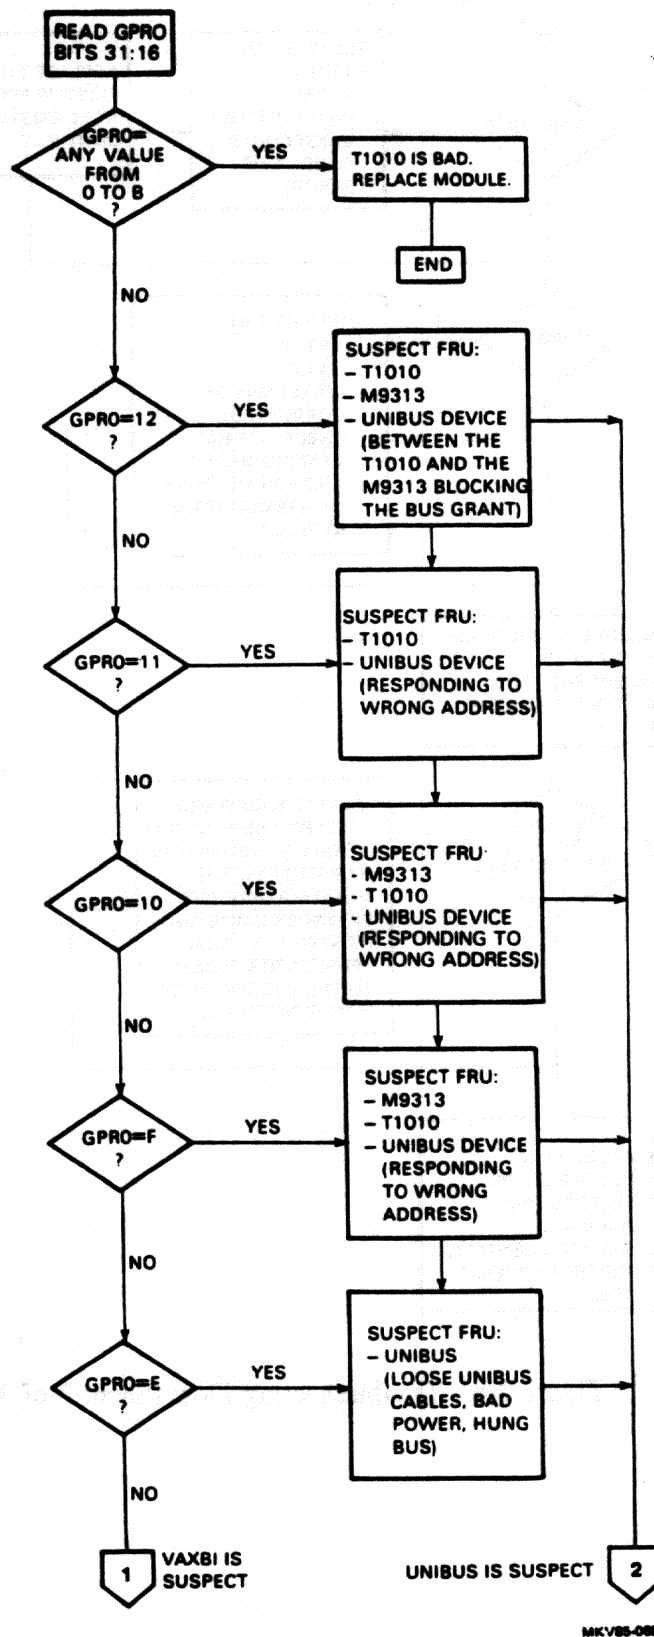 READ GPRO
BITS 31:16
GPRO=
ANY VALUE
FROM
0 TO B
?
YES
T1010 IS BAD.
REPLACE MODULE.
END
NO
GPRO=12
?
YES
SUSPECT FRU:
– T1010
– M9313
– UNIBUS DEVICE
(BETWEEN THE
T1010 AND THE
M9313 BLOCKING
THE BUS GRANT)
NO
GPRO=11
?
YES
SUSPECT FRU:
– T1010
– UNIBUS DEVICE
(RESPONDING TO
WRONG ADDRESS)
NO
GPRO=10
?
YES
SUSPECT FRU
- M9313
- T1010
- UNIBUS DEVICE
(RESPONDING TO
WRONG ADDRESS)
NO
GPRO=F
?
YES
SUSPECT FRU:
– M9313
– T1010
– UNIBUS DEVICE
(RESPONDING
TO WRONG
ADDRESS)
NO
GPRO=E
?
YES
SUSPECT FRU:
– UNIBUS
(LOOSE UNIBUS
CABLES, BAD
POWER, HUNG
BUS)
NO
1
VAXBI IS
SUSPECT
UNIBUS IS SUSPECT
2